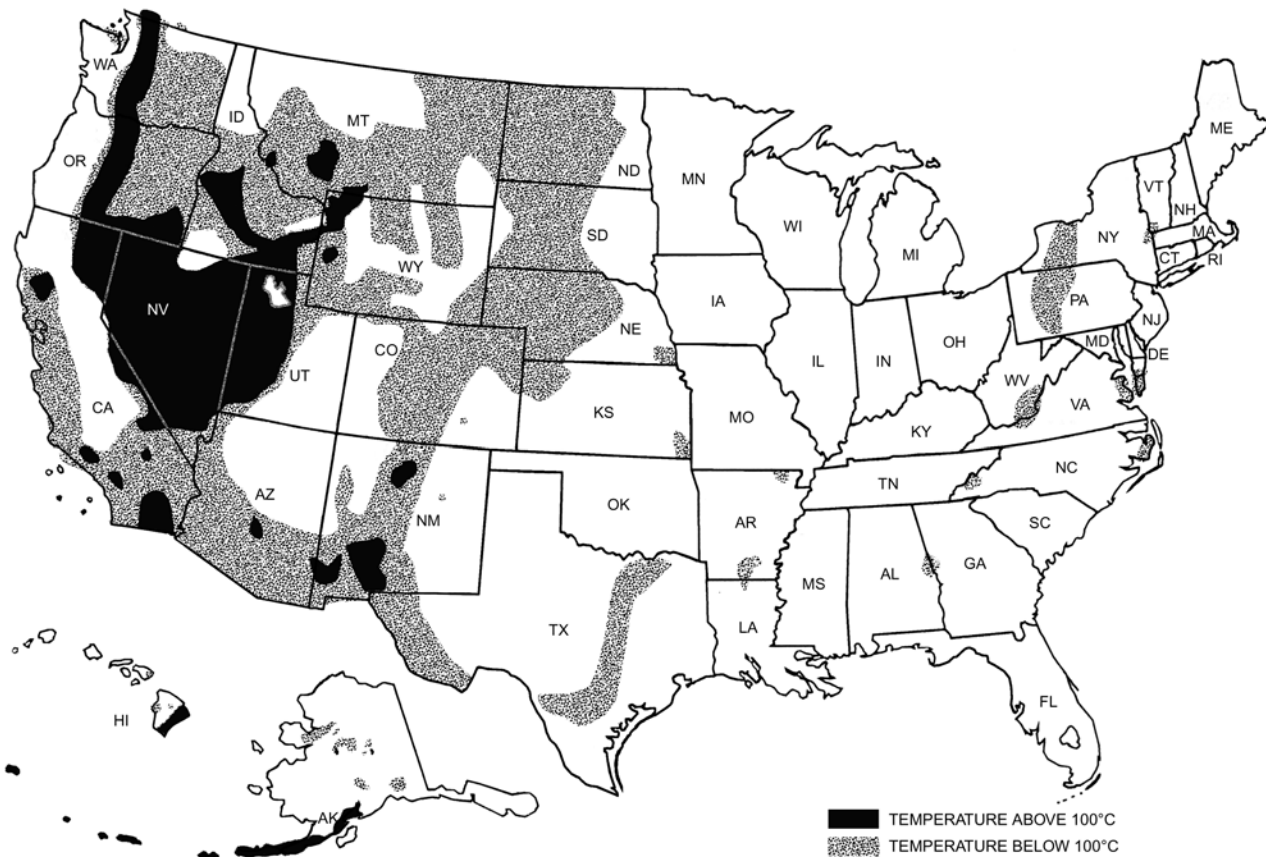 WA
ID
MT
OR
ND
MN
SD
WI
MI
ME
VT
NH
NY
MA
CT
RI
WY
NV
NE
IA
PA
NJ
CO
UT
IL
IN
OH
MD
DE
WV
VA
CA
KS
MO
KY
AZ
NM
OK
TN
NC
AR
SC
MS
AL
GA
TX
LA
HI
FL
AK
TEMPERATURE ABOVE 100°C
TEMPERATURE BELOW 100°C